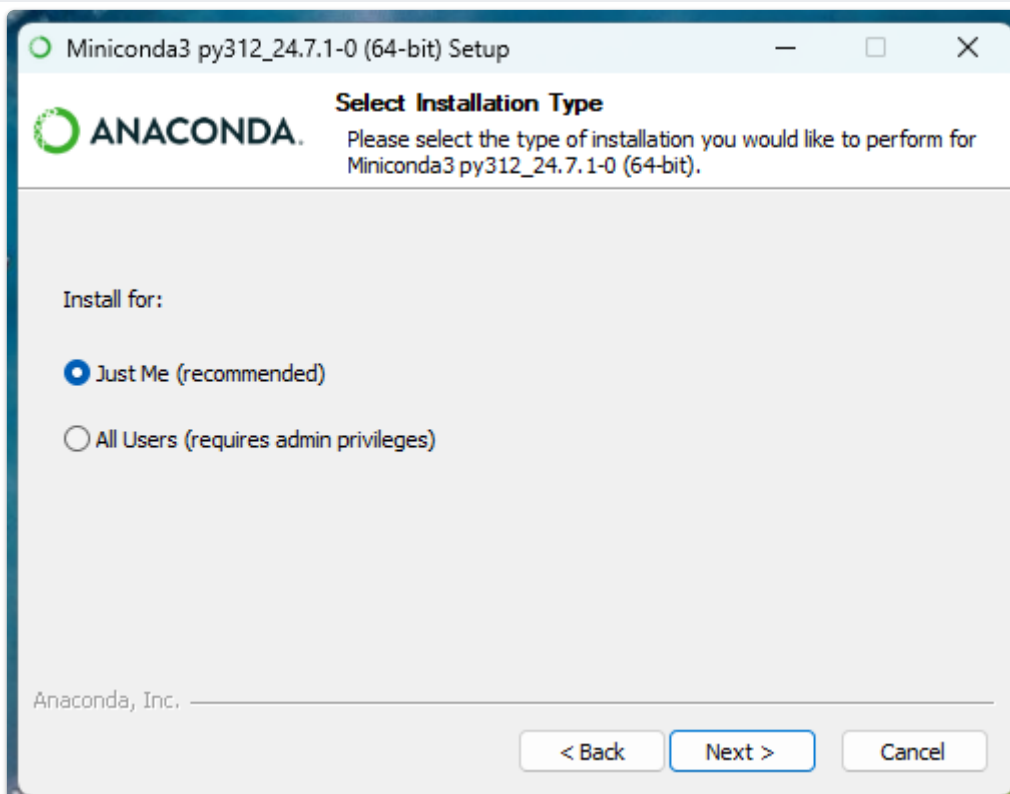 Miniconda3 py312_24.7.1-0 (64-bit) Setup
ANACONDA.
Select Installation Type
Please select the type of installation you would like to perform for
Miniconda3 py312_24.7.1-0 (64-bit).
Install for:
Just Me (recommended)
All Users (requires admin privileges)
Anaconda, Inc.
< Back
Next >
Cancel